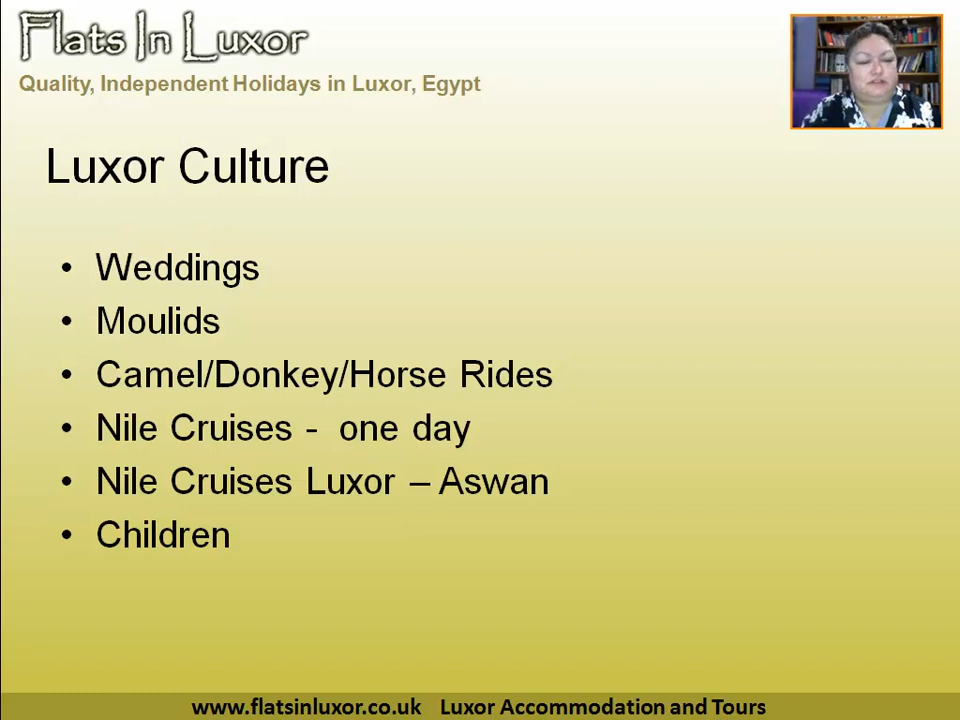 Flats In Luxor
Quality, Independent Holidays in Luxor, Egypt
Luxor Culture
• Weddings
• Moulids
• Camel/Donkey/Horse Rides
• Nile Cruises - one day
• Nile Cruises Luxor – Aswan
• Children
www.flatsinluxor.co.uk Luxor Accommodation and Tours